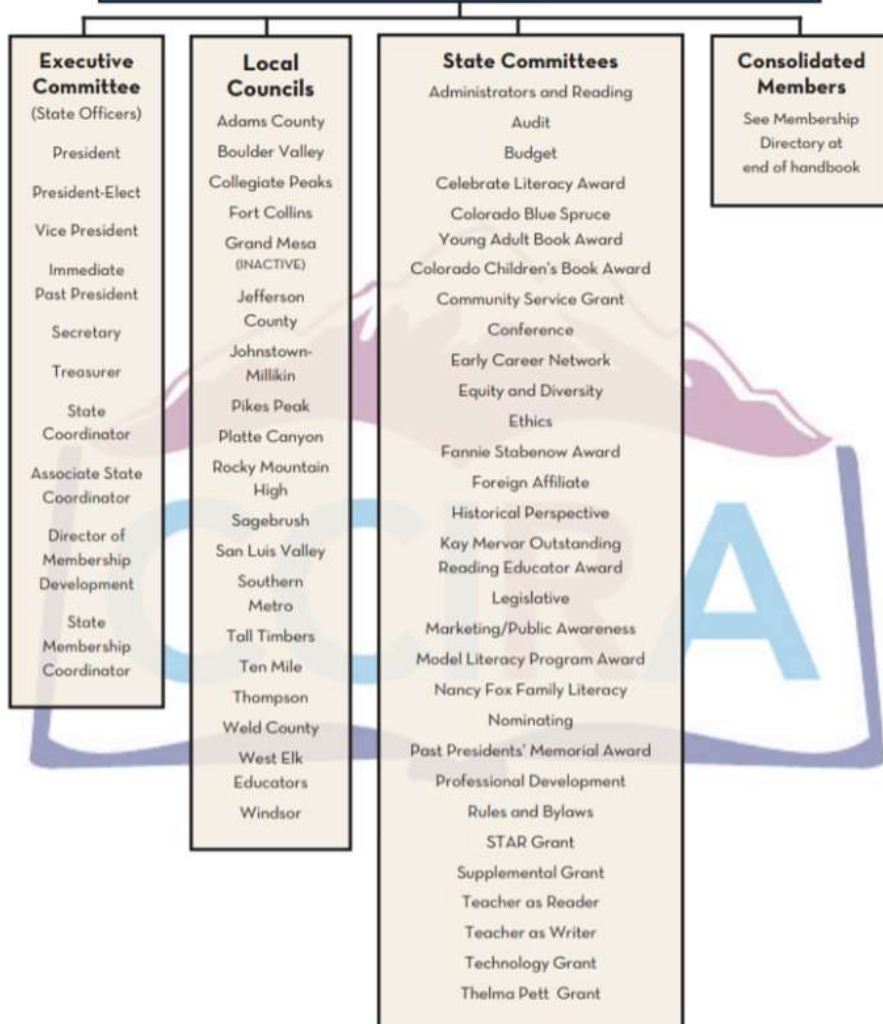 Executive
Committee
(State Officers)
President
President-Elect
Vice President
Immediate
Past President
Secretary
Treasurer
State
Coordinator
Associate State
Coordinator
Director of
Membership
Development
State
Membership
Coordinator
Local
Councils
Adams County
Boulder Valley
Collegiate Peaks
Fort Collins
Grand Mesa
(INACTIVE)
Jefferson
County
Johnstown-
Millikin
Pikes Peak
Platte Canyon
Rocky Mountain
High
Sagebrush
San Luis Valley
Southern
Metro
Tall Timbers
Ten Mile
Thompson
Weld County
West Elk
Educators
Windsor
State Committees
Administrators and Reading
Audit
Budget
Celebrate Literacy Award
Colorado Blue Spruce
Young Adult Book Award
Colorado Children's Book Award
Community Service Grant
Conference
Early Career Network
Equity and Diversity
Ethics
Fannie Stabenow Award
Foreign Affiliate
Historical Perspective
Kay Mervar Outstanding
Reading Educator Award
Legislative
Marketing/Public Awareness
Model Literacy Program Award
Nancy Fox Family Literacy
Nominating
Past Presidents' Memorial Award
Professional Development
Rules and Bylaws
STAR Grant
Supplemental Grant
Teacher as Reader
Teacher as Writer
Technology Grant
Thelma Pett Grant
Consolidated
Members
See Membership
Directory at
end of handbook
CCIRA